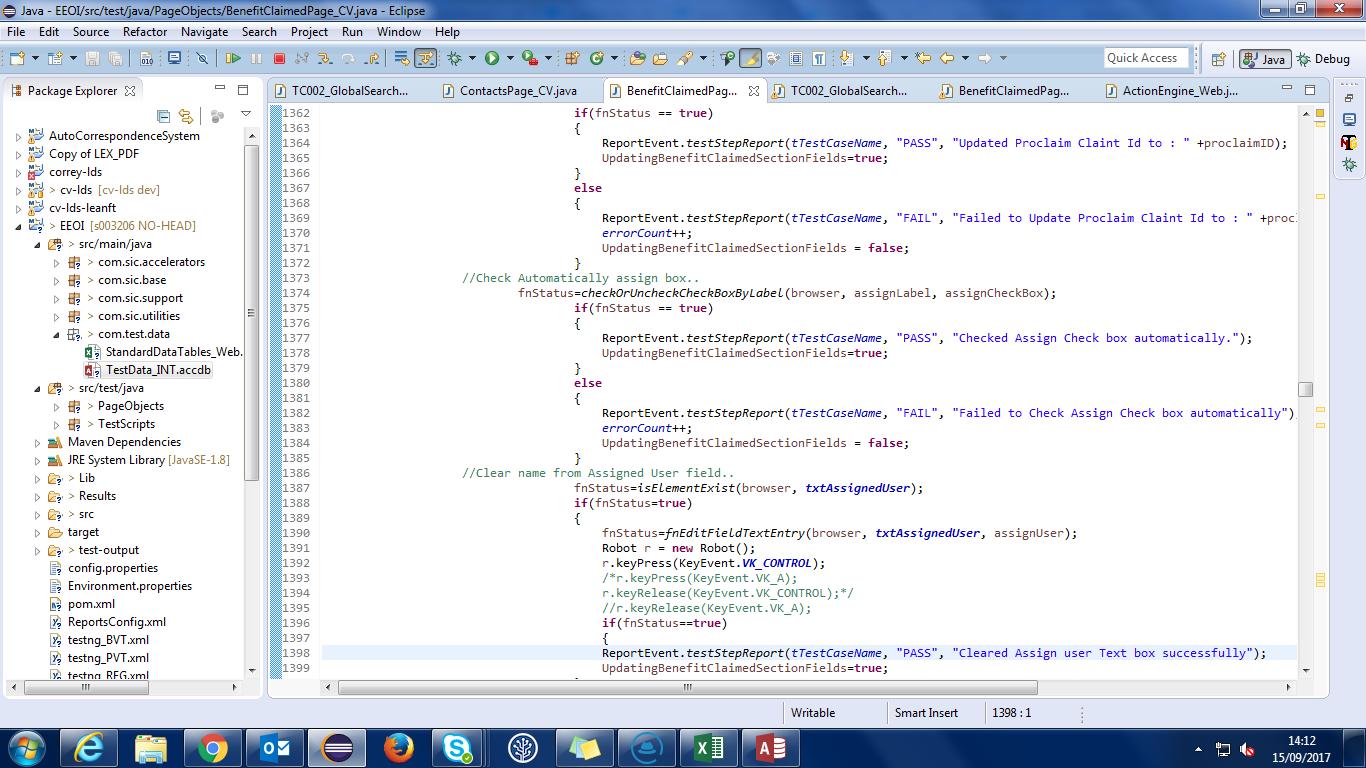 Java - EEOI/src/test/java/PageObjects/BenefitClaimedPage_CV.java - Eclipse
File Edit Source Refactor Navigate Search Project Run Window Help
Quick Access Java Debug
Package Explorer
TC002_GlobalSearch... ContactsPage_CV.java BenefitClaimedPag... TC002_GlobalSearch... BenefitClaimedPag... ActionEngine_Web.j...
AutoCorrespondenceSystem
Copy of LEX_PDF
correy-lds
> cv-lds [cv-lds dev]
cv-lds-leanft
> EEOI [s003206 NO-HEAD]
> src/main/java
> com.sic.accelerators
> com.sic.base
> com.sic.support
> com.sic.utilities
> com.test.data
StandardDataTables_Web.
TestData_INT.accdb
> src/test/java
> PageObjects
> TestScripts
Maven Dependencies
JRE System Library [JavaSE-1.8]
> Lib
> Results
> src
target
> test-output
config.properties
Environment.properties
pom.xml
ReportsConfig.xml
testng_BVT.xml
testng_PVT.xml
testng_REG.xml
1362 if(fnStatus == true)
1363 {
1364 ReportEvent.testStepReport(tTestCaseName, "PASS", "Updated Proclaim Claint Id to : " +proclaimID);
1365 UpdatingBenefitClaimedSectionFields=true;
1366 }
1367 else
1368 {
1369 ReportEvent.testStepReport(tTestCaseName, "FAIL", "Failed to Update Proclaim Claint Id to : " +procl
1370 errorCount++;
1371 UpdatingBenefitClaimedSectionFields = false;
1372 }
1373 //Check Automatically assign box..
1374 fnStatus=checkOrUncheckCheckBoxByLabel(browser, assignLabel, assignCheckBox);
1375 if(fnStatus == true)
1376 {
1377 ReportEvent.testStepReport(tTestCaseName, "PASS", "Checked Assign Check box automatically.");
1378 UpdatingBenefitClaimedSectionFields=true;
1379 }
1380 else
1381 {
1382 ReportEvent.testStepReport(tTestCaseName, "FAIL", "Failed to Check Assign Check box automatically")
1383 errorCount++;
1384 UpdatingBenefitClaimedSectionFields = false;
1385 }
1386 //Clear name from Assigned User field..
1387 fnStatus=isElementExist(browser, txtAssignedUser);
1388 if(fnStatus=true)
1389 {
1390 fnStatus=fnEditFieldTextEntry(browser, txtAssignedUser, assignUser);
1391 Robot r = new Robot();
1392 r.keyPress(KeyEvent.VK_CONTROL);
1393 /*r.keyPress(KeyEvent.VK_A);
1394 r.keyRelease(KeyEvent.VK_CONTROL);*/
1395 //r.keyRelease(KeyEvent.VK_A);
1396 if(fnStatus==true)
1397 {
1398 ReportEvent.testStepReport(tTestCaseName, "PASS", "Cleared Assign user Text box successfully");
1399 UpdatingBenefitClaimedSectionFields=true;
Writable Smart Insert 1398 : 1
14:12
15/09/2017